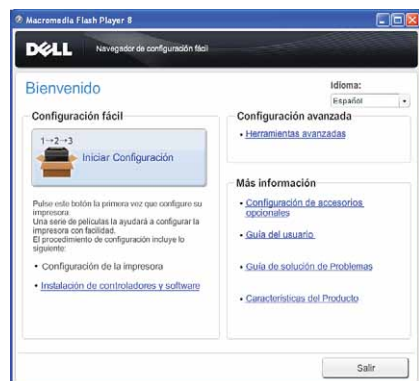 Macromedia Flash Player 8
DELL
Navegador de configuración fácil
Bienvenido
Idioma:
Español
Configuración fácil
1→2→3
Iniciar Configuración
Pulse este botón la primera vez que configure su
impresora.
Una serie de películas la ayudará a configurar la
impresora con facilidad.
El procedimiento de configuración incluye lo
siguiente:
• Configuración de la impresora
• Instalación de controladores y software
Configuración avanzada
• Herramientas avanzadas
Más información
• Configuración de accesorios
opcionales
• Guía del usuario
• Guía de solución de Problemas
• Características del Producto
Salir